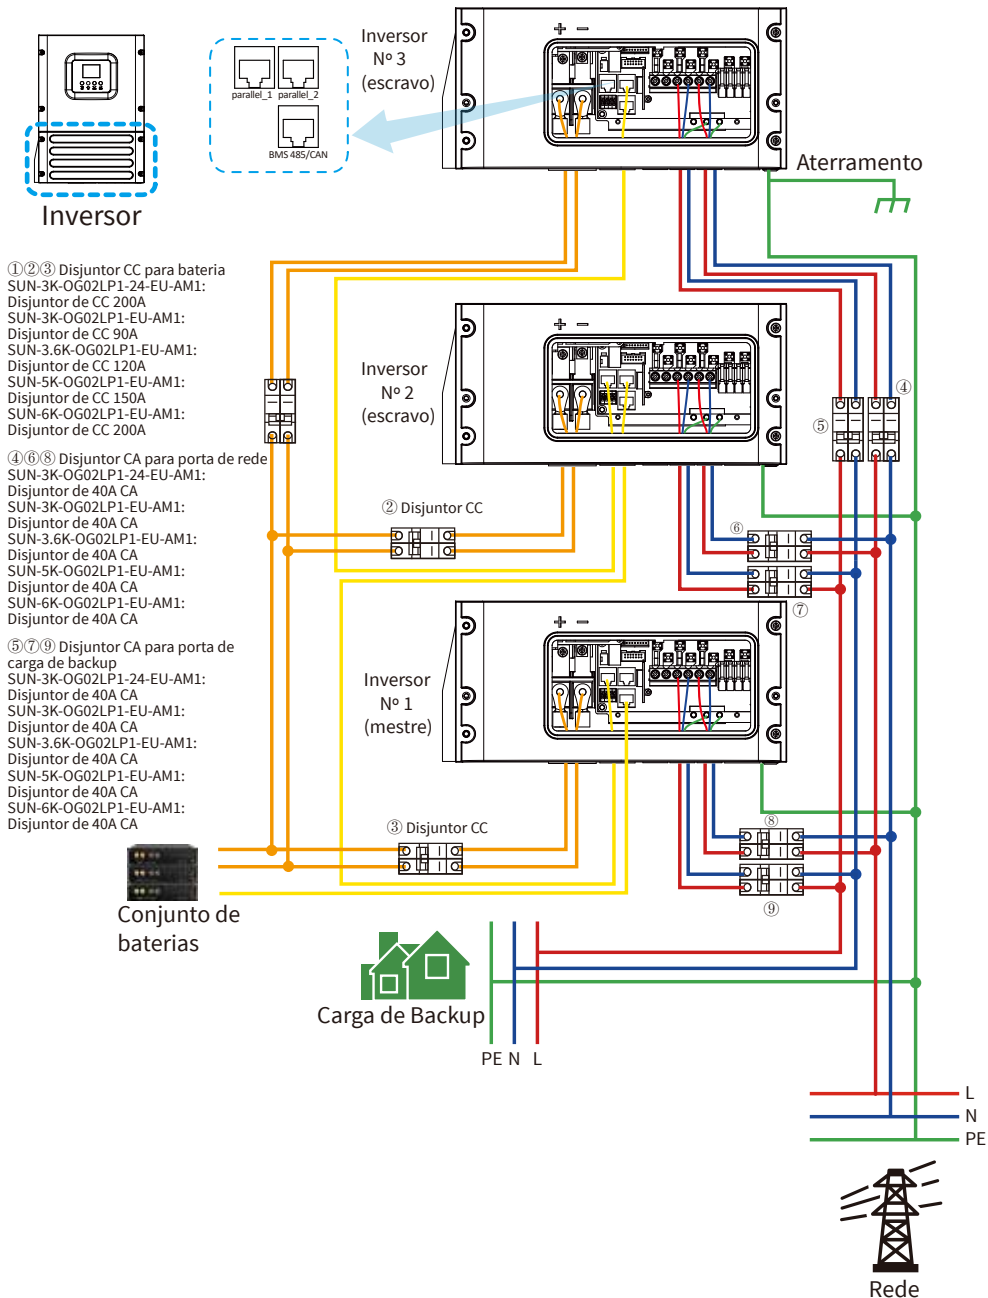 Inversor
parallel_1 parallel_2
BMS 485/CAN
Inversor
Nº 3
(escravo)
+ −
Aterramento
①②③ Disjuntor CC para bateria
SUN-3K-OG02LP1-24-EU-AM1:
Disjuntor de CC 200A
SUN-3K-OG02LP1-EU-AM1:
Disjuntor de CC 90A
SUN-3.6K-OG02LP1-EU-AM1:
Disjuntor de CC 120A
SUN-5K-OG02LP1-EU-AM1:
Disjuntor de CC 150A
SUN-6K-OG02LP1-EU-AM1:
Disjuntor de CC 200A
④⑥⑧ Disjuntor CA para porta de rede
SUN-3K-OG02LP1-24-EU-AM1:
Disjuntor de 40A CA
SUN-3K-OG02LP1-EU-AM1:
Disjuntor de 40A CA
SUN-3.6K-OG02LP1-EU-AM1:
Disjuntor de 40A CA
SUN-5K-OG02LP1-EU-AM1:
Disjuntor de 40A CA
SUN-6K-OG02LP1-EU-AM1:
Disjuntor de 40A CA
⑤⑦⑨ Disjuntor CA para porta de
carga de backup
SUN-3K-OG02LP1-24-EU-AM1:
Disjuntor de 40A CA
SUN-3K-OG02LP1-EU-AM1:
Disjuntor de 40A CA
SUN-3.6K-OG02LP1-EU-AM1:
Disjuntor de 40A CA
SUN-5K-OG02LP1-EU-AM1:
Disjuntor de 40A CA
SUN-6K-OG02LP1-EU-AM1:
Disjuntor de 40A CA
+ −
Inversor
Nº 2
(escravo)
④
⑤
② Disjuntor CC
⑥
⑦
+ −
Inversor
Nº 1
(mestre)
③ Disjuntor CC
⑧
⑨
Conjunto de
baterias
Carga de Backup
PE N L
L
N
PE
Rede